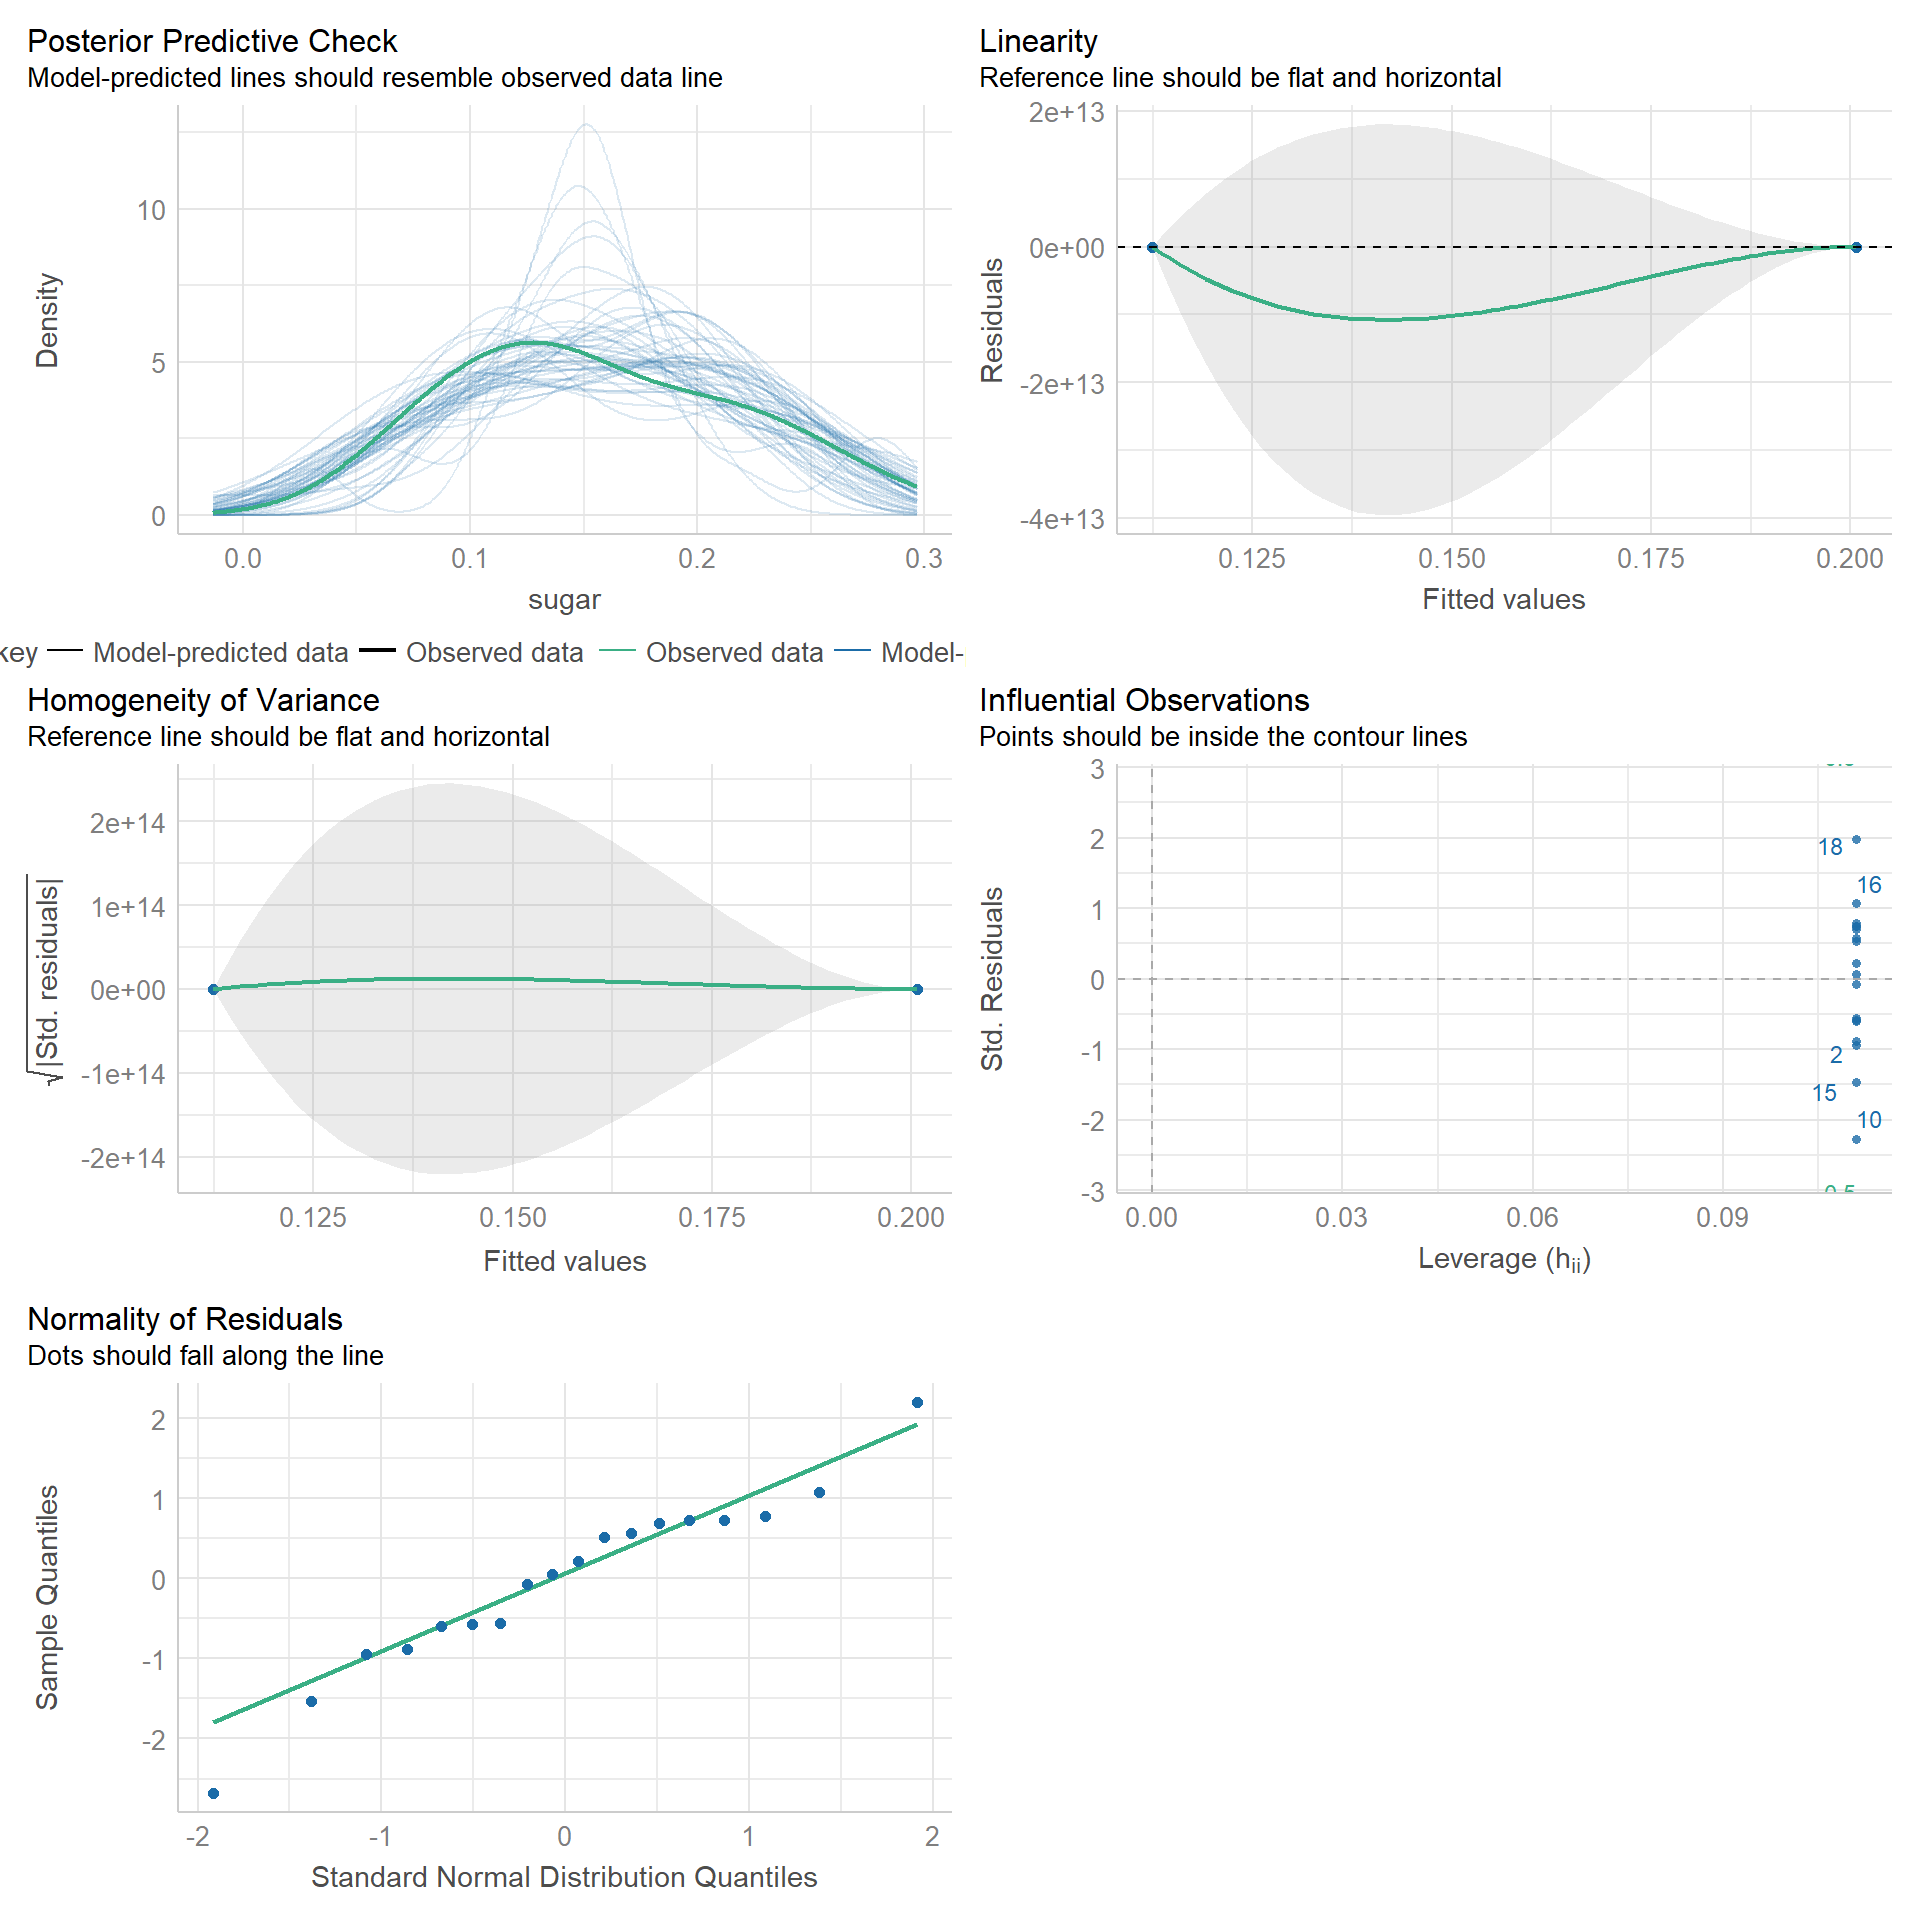 Posterior Predictive Check
Model-predicted lines should resemble observed data line
Density
10
5
0
0.0
0.1
0.2
0.3
sugar
key
Model-predicted data
Observed data
Observed data
Model-
Linearity
Reference line should be flat and horizontal
Residuals
2e+13
0e+00
-2e+13
-4e+13
0.125
0.150
0.175
0.200
Fitted values
Homogeneity of Variance
Reference line should be flat and horizontal
√|Std. residuals|
2e+14
1e+14
0e+00
-1e+14
-2e+14
0.125
0.150
0.175
0.200
Fitted values
Influential Observations
Points should be inside the contour lines
Std. Residuals
3
2
1
0
-1
-2
-3
18
16
2
15
10
0.00
0.03
0.06
0.09
Leverage (hii)
Normality of Residuals
Dots should fall along the line
Sample Quantiles
2
1
0
-1
-2
-2
-1
0
1
2
Standard Normal Distribution Quantiles